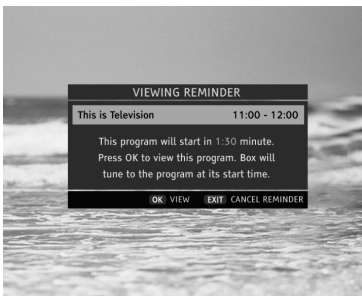 VIEWING REMINDER
This is Television 11:00 - 12:00
This program will start in 1:30 minute.
Press OK to view this program. Box will
tune to the program at its start time.
OK VIEW EXIT CANCEL REMINDER